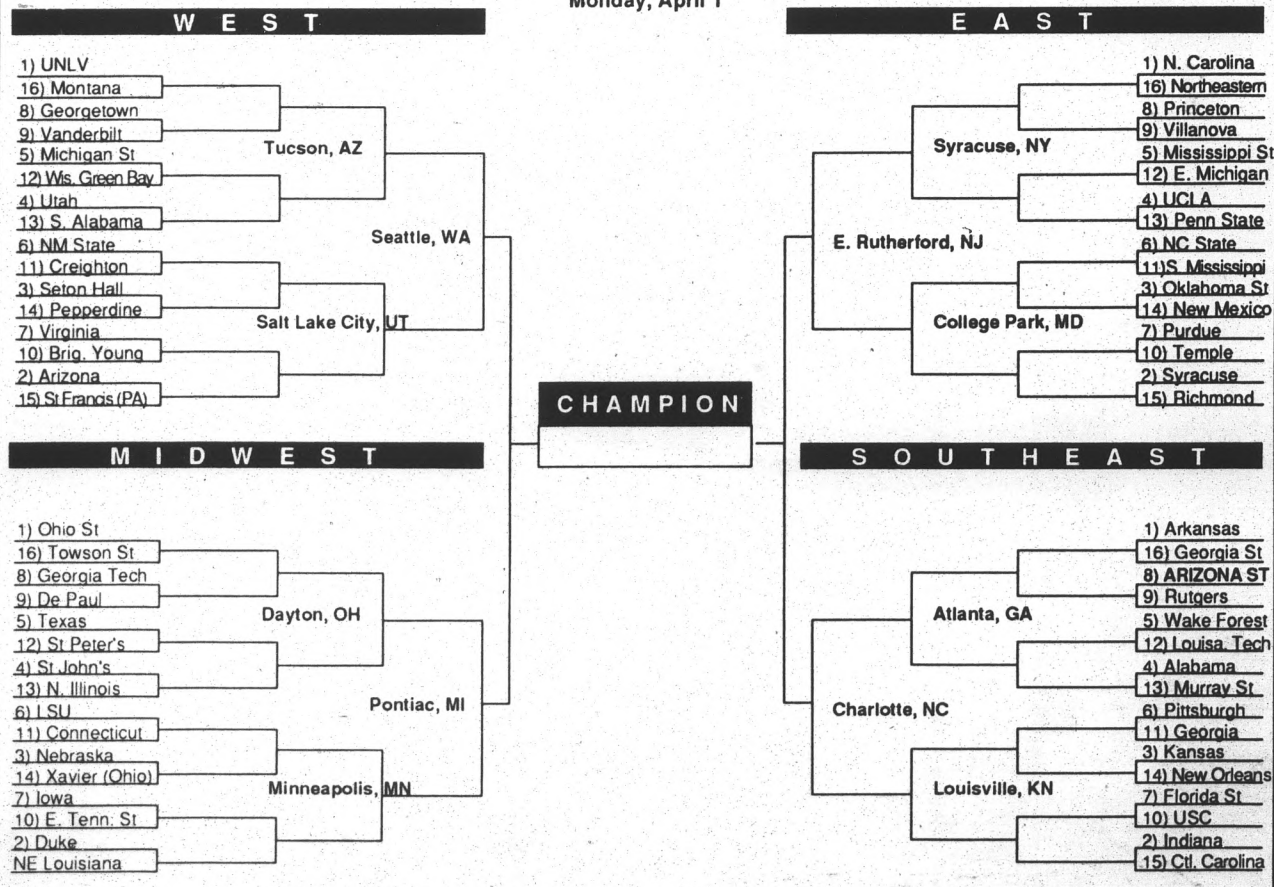 Monday, April 1
WEST
1) UNLV
16) Montana
8) Georgetown
9) Vanderbilt
Tucson, AZ
5) Michigan St
12) Wis. Green Bay
4) Utah
13) S. Alabama
Seattle, WA
6) NM State
11) Creighton
3) Seton Hall
14) Pepperdine
Salt Lake City, UT
7) Virginia
10) Brig. Young
2) Arizona
15) St Francis (PA)
EAST
1) N. Carolina
16) Northeastern
8) Princeton
9) Villanova
Syracuse, NY
5) Mississippi St
12) E. Michigan
4) UCLA
13) Penn State
E. Rutherford, NJ
6) NC State
11)S. Mississippi
3) Oklahoma St
14) New Mexico
College Park, MD
7) Purdue
10) Temple
2) Syracuse
15) Richmond
CHAMPION
MIDWEST
1) Ohio St
16) Towson St
8) Georgia Tech
9) De Paul
Dayton, OH
5) Texas
12) St Peter's
4) St John's
13) N. Illinois
Pontiac, MI
6) LSU
11) Connecticut
3) Nebraska
14) Xavier (Ohio)
Minneapolis, MN
7) Iowa
10) E. Tenn. St
2) Duke
NE Louisiana
SOUTHEAST
1) Arkansas
16) Georgia St
8) ARIZONA ST
9) Rutgers
Atlanta, GA
5) Wake Forest
12) Louisa. Tech
4) Alabama
13) Murray St
Charlotte, NC
6) Pittsburgh
11) Georgia
3) Kansas
14) New Orleans
Louisville, KN
7) Florida St
10) USC
2) Indiana
15) Ctl. Carolina